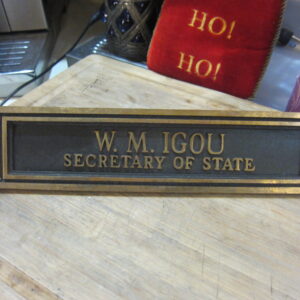 HO!
HO!
W. M. IGOU
SECRETARY OF STATE